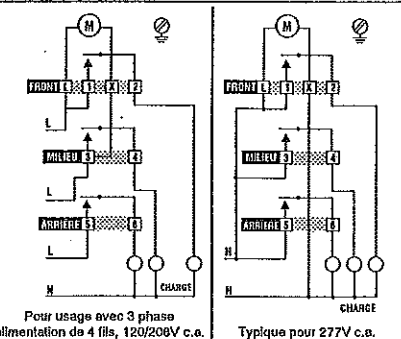 M
M
FRONT L 1 X 2
FRONT L 1 X 2
L
MILIEU 3 4
MILIEU 3 4
L
ARRIÈRE 5 6
ARRIÈRE 5 6
L
H
N
CHARGE
N
CHARGE
Pour usage avec 3 phase
alimentation de 4 fils, 120/208V c.a.
Typique pour 277V c.a.